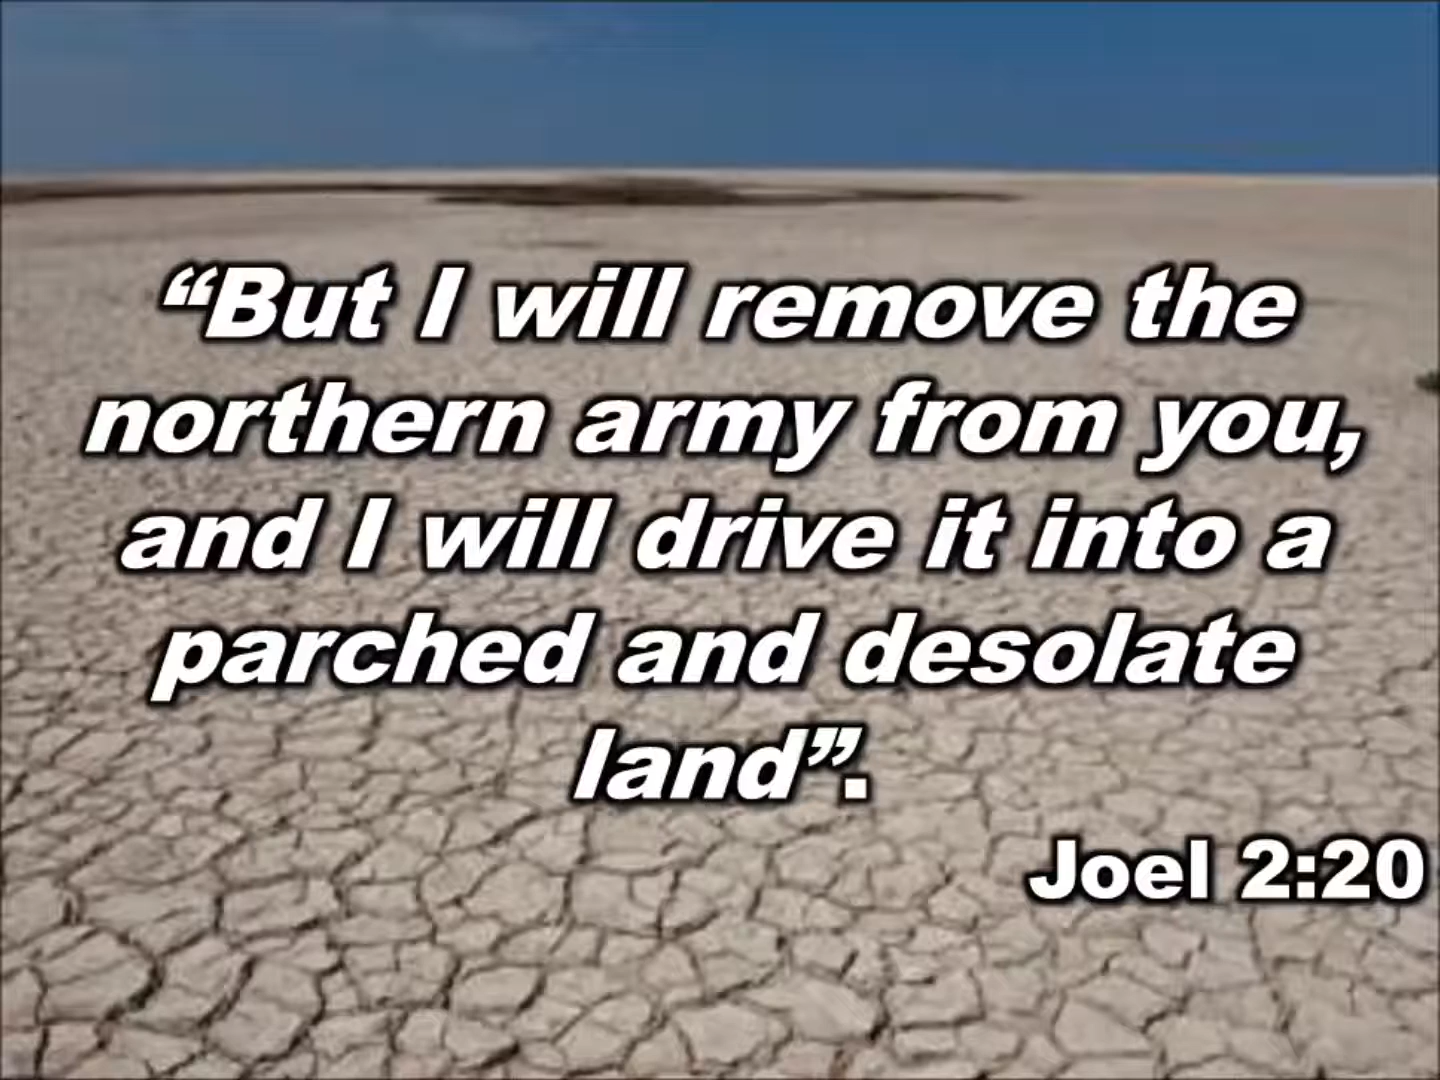 “But I will remove the
northern army from you,
and I will drive it into a
parched and desolate
land”.
Joel 2:20